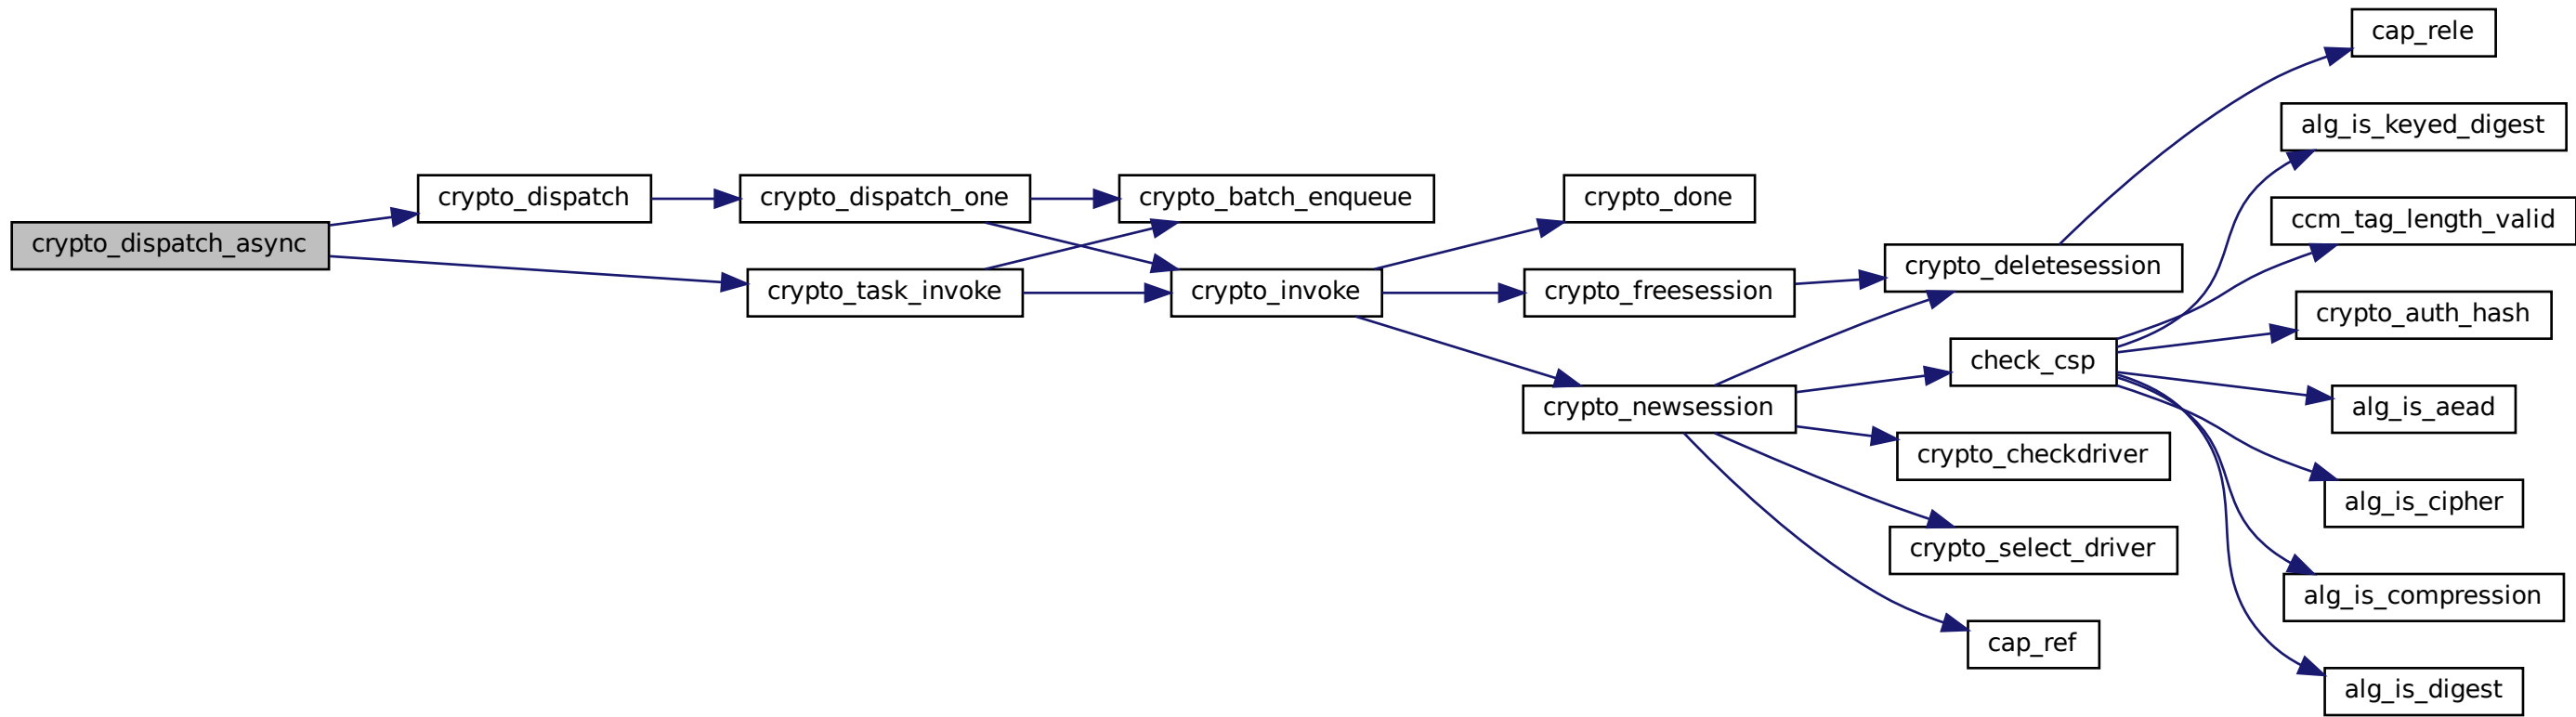 crypto_dispatch_async
crypto_dispatch
crypto_dispatch_one
crypto_task_invoke
crypto_batch_enqueue
crypto_invoke
crypto_done
crypto_freesession
crypto_newsession
crypto_deletesession
check_csp
crypto_checkdriver
crypto_select_driver
cap_ref
cap_rele
alg_is_keyed_digest
ccm_tag_length_valid
crypto_auth_hash
alg_is_aead
alg_is_cipher
alg_is_compression
alg_is_digest